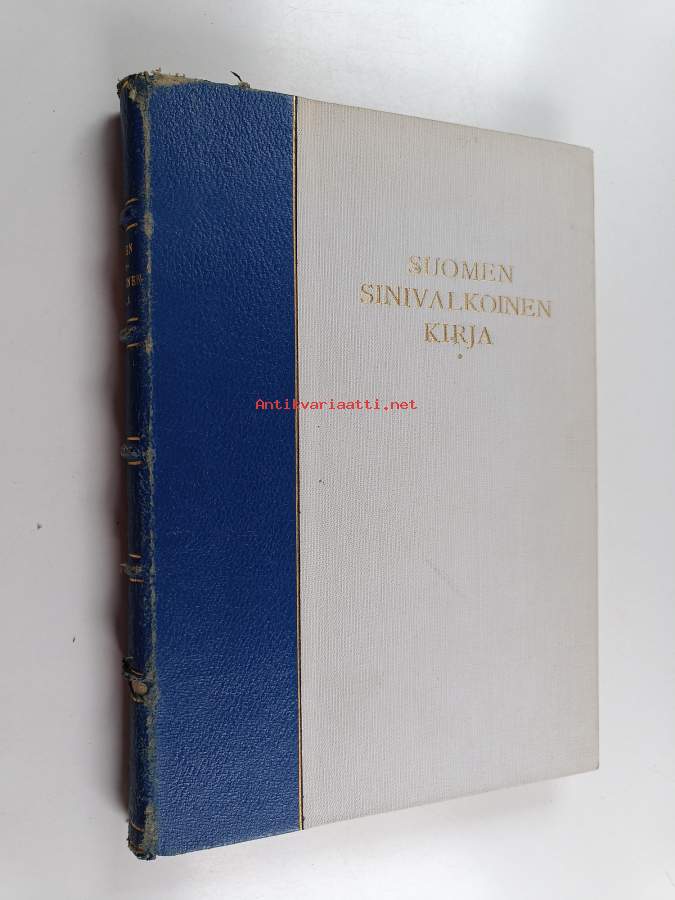 SUOMEN
SINIVALKOINEN
KIRJA
Antikvariaatti.net